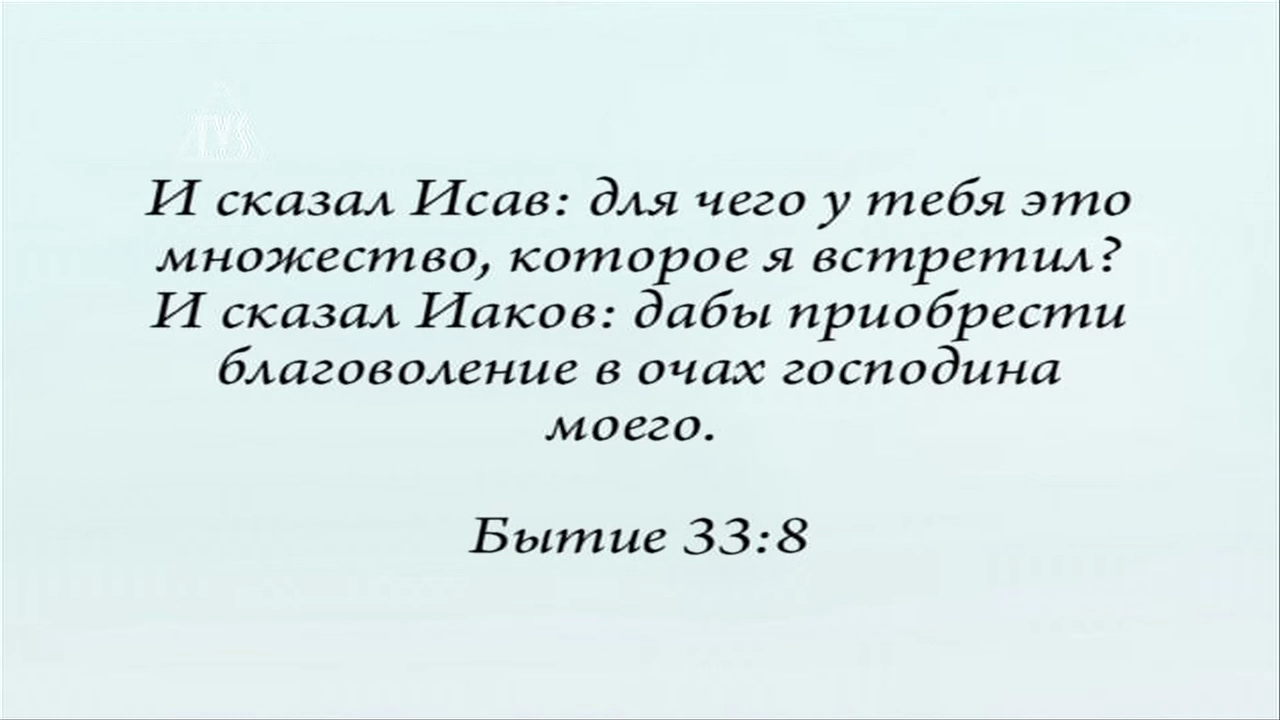 TVS
И сказал Исав: для чего у тебя это
множество, которое я встретил?
И сказал Иаков: дабы приобрести
благоволение в очах господина
моего.
Бытие 33:8